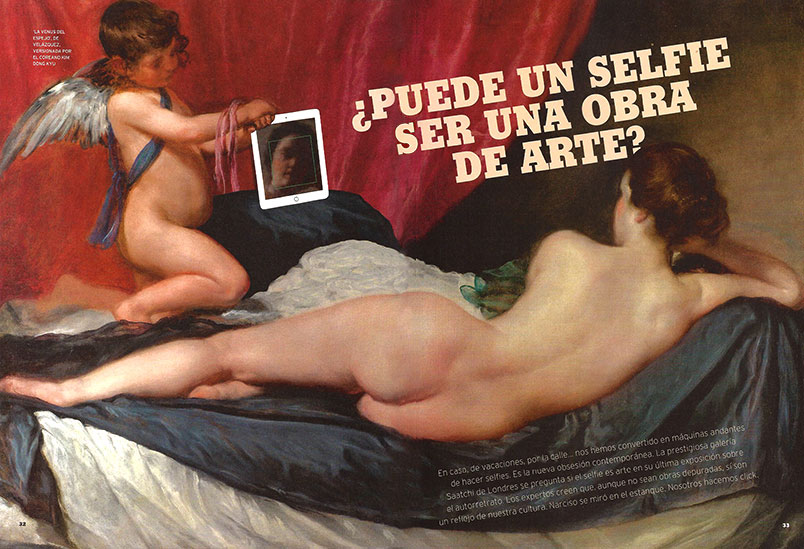 'LA VENUS DEL
ESPEJO', DE
VELÁZQUEZ,
VERSIONADA POR
EL COREANO KIM
DONG KYU
¿PUEDE UN SELFIE
SER UNA OBRA
DE ARTE?
En casa, de vacaciones, por la calle... nos hemos convertido en máquinas andantes
de hacer selfies. Es la nueva obsesión contemporánea. La prestigiosa galería
Saatchi de Londres se pregunta si el selfie es arte en su última exposición sobre
el autorretrato. Los expertos creen que, aunque no sean obras depuradas, sí son
un reflejo de nuestra cultura. Narciso se miró en el estanque. Nosotros hacemos click.
32
33